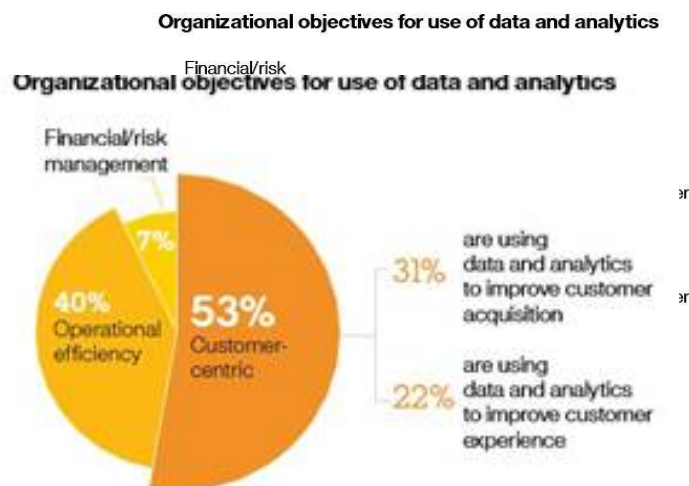 Organizational objectives for use of data and analytics
Financial/risk
Organizational objectives for use of data and analytics
Financial/risk
management
7%
40%
Operational
efficiency
53%
Customer-
centric
31%
are using
data and analytics
to improve customer
acquisition
22%
are using
data and analytics
to improve customer
experience
er
er